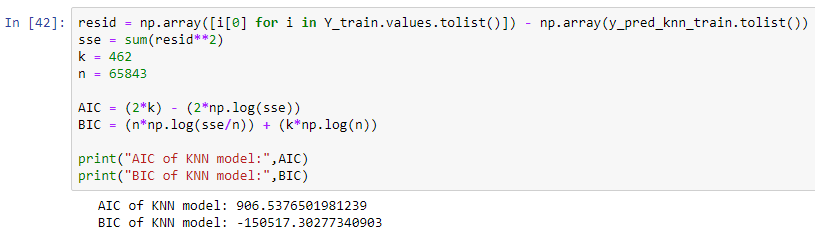 In [42]: resid = np.array([i[0] for i in Y_train.values.tolist()]) - np.array(y_pred_knn_train.tolist())
sse = sum(resid**2)
k = 462
n = 65843

AIC = (2*k) - (2*np.log(sse))
BIC = (n*np.log(sse/n)) + (k*np.log(n))

print("AIC of KNN model:",AIC)
print("BIC of KNN model:",BIC)

AIC of KNN model: 906.5376501981239
BIC of KNN model: -150517.30277340903